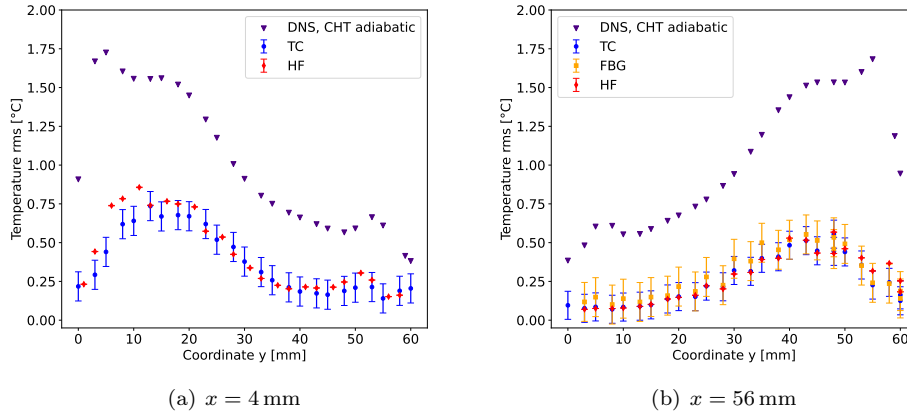 2.00
1.75
1.50
1.25
1.00
0.75
0.50
0.25
0.00
Temperature rms [°C]
DNS, CHT adiabatic
TC
HF
0 10 20 30 40 50 60
Coordinate y [mm]
(a) x = 4 mm
2.00
1.75
1.50
1.25
1.00
0.75
0.50
0.25
0.00
Temperature rms [°C]
DNS, CHT adiabatic
TC
FBG
HF
0 10 20 30 40 50 60
Coordinate y [mm]
(b) x = 56 mm